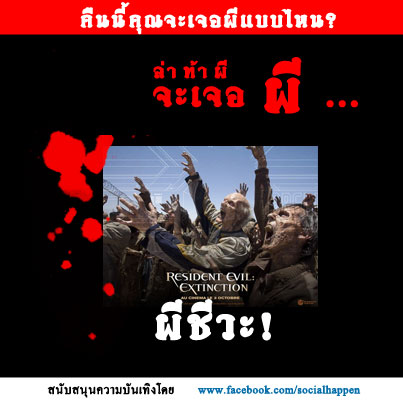 คืนนี้คุณจะเจอผีแบบไหน?
ล่า ท้า ผี
จะเจอ ผี ...
RESIDENT EVIL:
EXTINCTION
AU CINEMA LE 3 OCTOBRE
ผีชีวะ!
สนับสนุนความบันเทิงโดย www.facebook.com/socialhappen